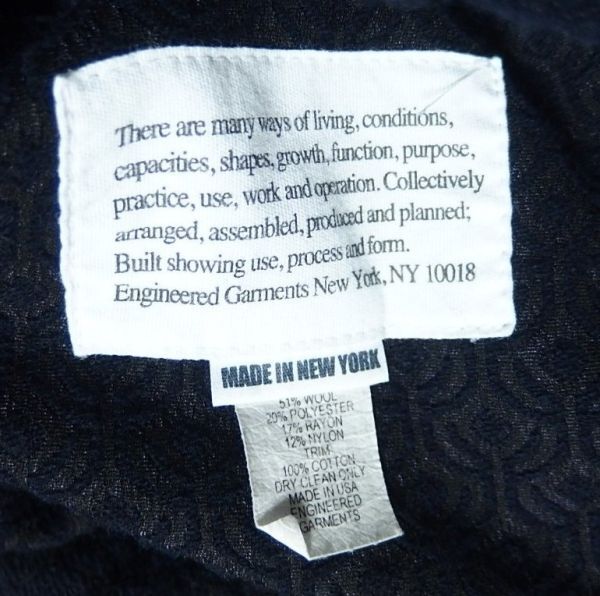 There are many ways of living, conditions,
capacities, shapes, growth, function, purpose,
practice, use, work and operation. Collectively
arranged, assembled, produced and planned;
Built showing use, process and form.
Engineered Garments New York, NY 10018
MADE IN NEW YORK
51% WOOL
20% POLYESTER
17% RAYON
12% NYLON
TRIM
100% COTTON
DRY CLEAN ONLY
MADE IN USA
ENGINEERED
GARMENTS